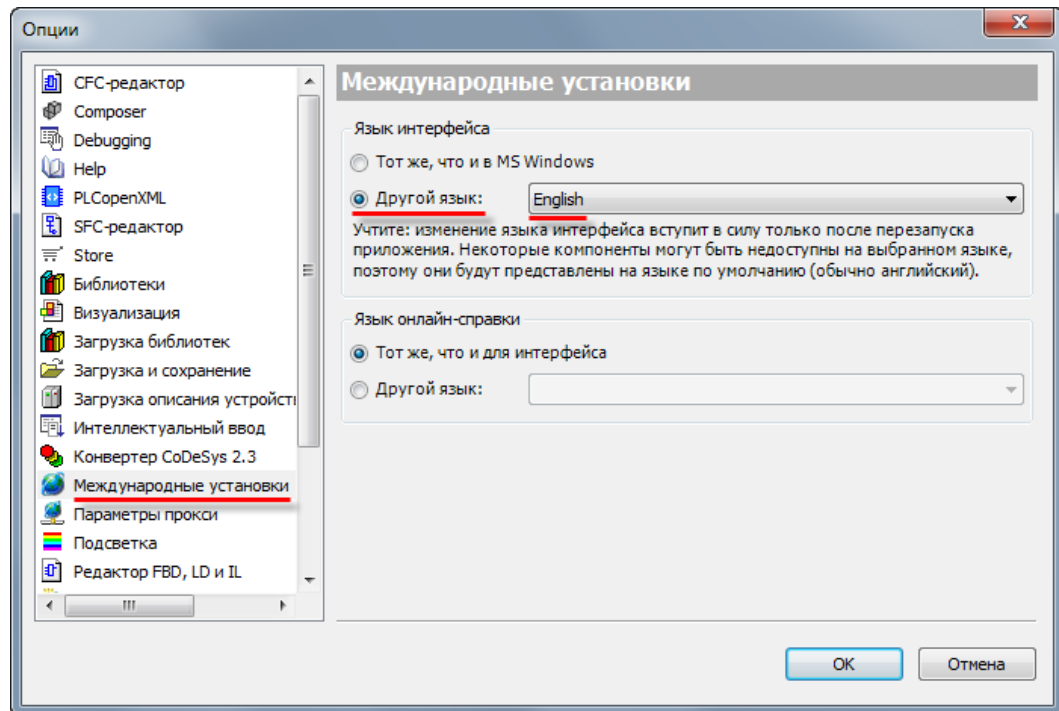 Опции
CFC-редактор
Composer
Debugging
Help
PLCopenXML
SFC-редактор
Store
Библиотеки
Визуализация
Загрузка библиотек
Загрузка и сохранение
Загрузка описания устройст
Интеллектуальный ввод
Конвертер CoDeSys 2.3
Международные установки
Параметры прокси
Подсветка
Редактор FBD, LD и IL
Международные установки
Язык интерфейса
Тот же, что и в MS Windows
Другой язык: English
Учтите: изменение языка интерфейса вступит в силу только после перезапуска
приложения. Некоторые компоненты могут быть недоступны на выбранном языке,
поэтому они будут представлены на языке по умолчанию (обычно английский).
Язык онлайн-справки
Тот же, что и для интерфейса
Другой язык:
OK Отмена